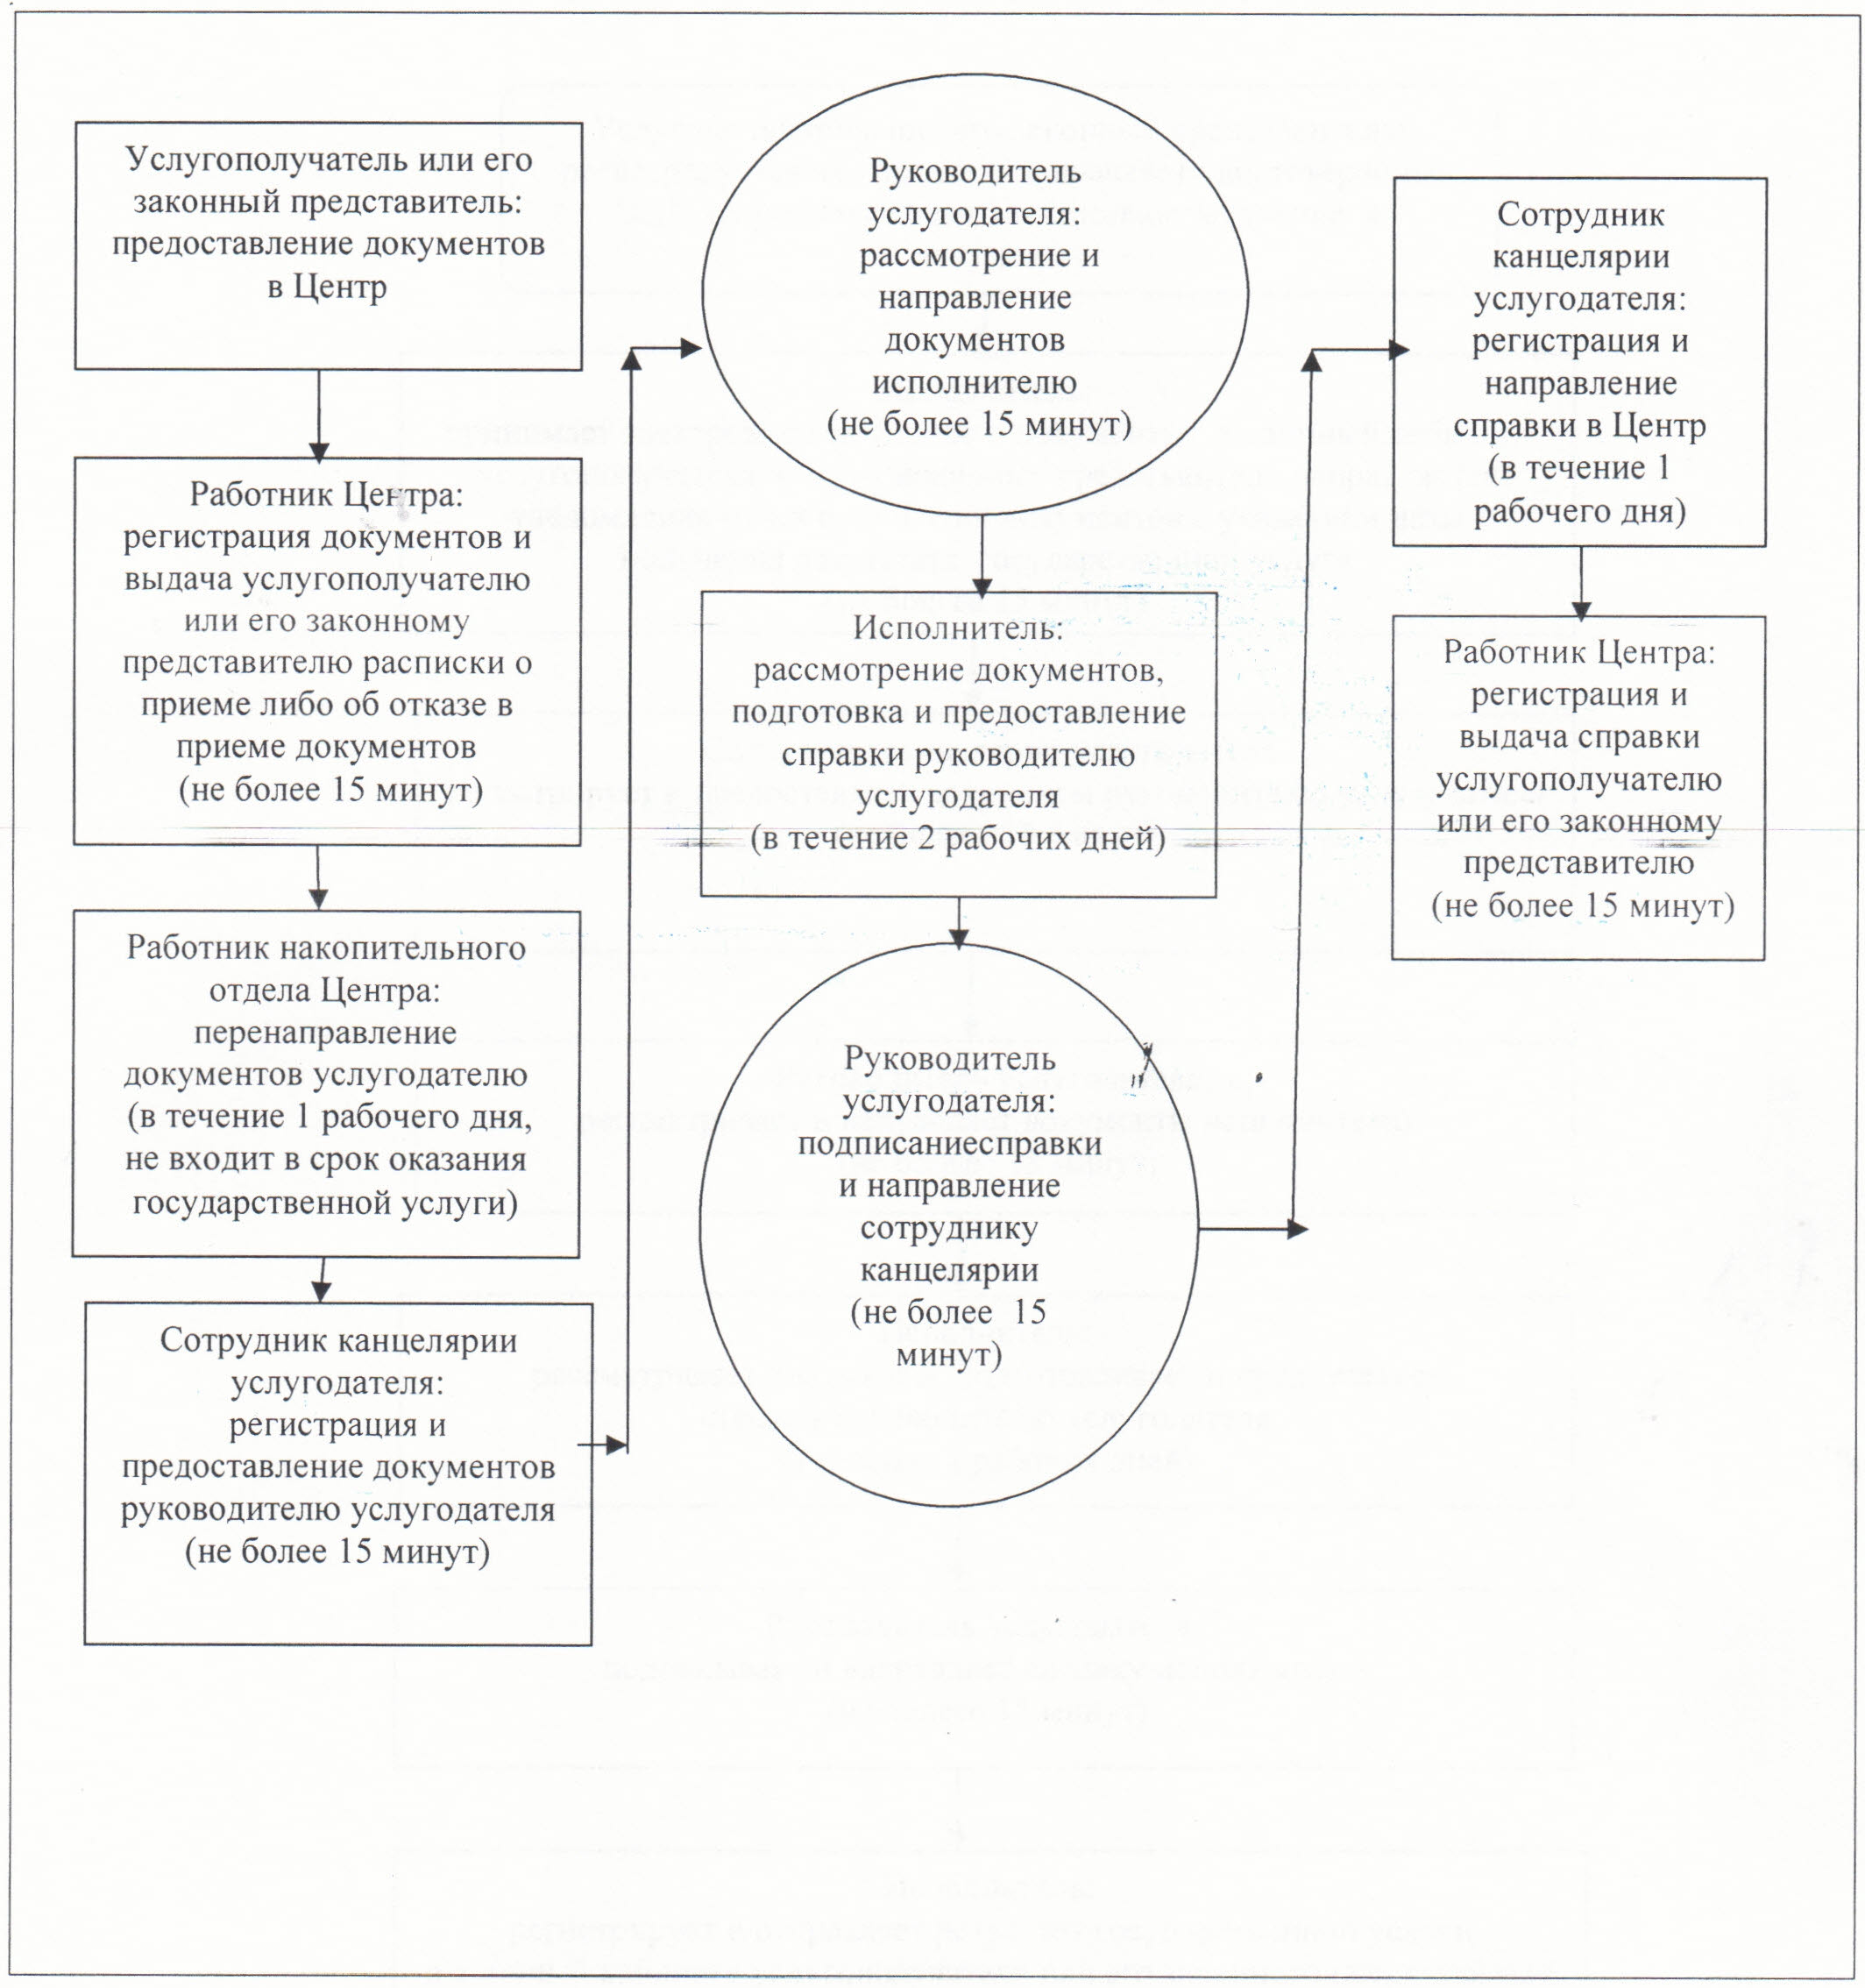 Услугополучатель или его
законный представитель:
предоставление документов
в Центр
Работник Центра:
регистрация документов и
выдача услугополучателю
или его законному
представителю расписки о
приеме либо об отказе в
приеме документов
(не более 15 минут)
Работник накопительного
отдела Центра:
перенаправление
документов услугодателю
(в течение 1 рабочего дня,
не входит в срок оказания
государственной услуги)
Сотрудник канцелярии
услугодателя:
регистрация и
предоставление документов
руководителю услугодателя
(не более 15 минут)
Руководитель
услугодателя:
рассмотрение и
направление
документов
исполнителю
(не более 15 минут)
Исполнитель:
рассмотрение документов,
подготовка и предоставление
справки руководителю
услугодателя
(в течение 2 рабочих дней)
Руководитель
услугодателя:
подписаниесправки
и направление
сотруднику
канцелярии
(не более 15
минут)
Сотрудник
канцелярии
услугодателя:
регистрация и
направление
справки в Центр
(в течение 1
рабочего дня)
Работник Центра:
регистрация и
выдача справки
услугополучателю
или его законному
представителю
(не более 15 минут)